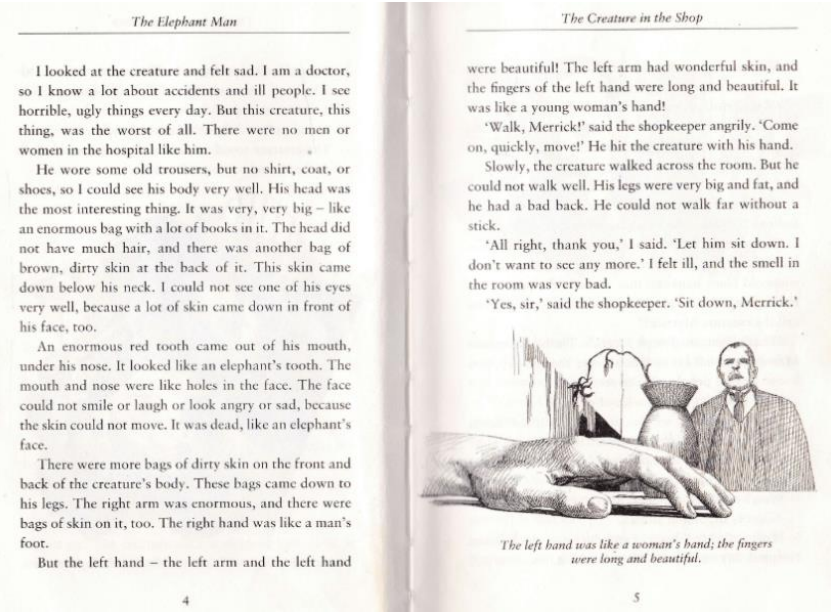 The Elephant Man
I looked at the creature and felt sad. I am a doctor,
so I know a lot about accidents and ill people. I see
horrible, ugly things every day. But this creature, this
thing, was the worst of all. There were no men or
women in the hospital like him.
He wore some old trousers, but no shirt, coat, or
shoes, so I could see his body very well. His head was
the most interesting thing. It was very, very big – like
an enormous bag with a lot of books in it. The head did
not have much hair, and there was another bag of
brown, dirty skin at the back of it. This skin came
down below his neck. I could not see one of his eyes
very well, because a lot of skin came down in front of
his face, too.
An enormous red tooth came out of his mouth,
under his nose. It looked like an elephant's tooth. The
mouth and nose were like holes in the face. The face
could not smile or laugh or look angry or sad, because
the skin could not move. It was dead, like an elephant's
face.
There were more bags of dirty skin on the front and
back of the creature's body. These bags came down to
his legs. The right arm was enormous, and there were
bags of skin on it, too. The right hand was like a man's
foot.
But the left hand – the left arm and the left hand
4
The Creature in the Shop
were beautiful! The left arm had wonderful skin, and
the fingers of the left hand were long and beautiful. It
was like a young woman's hand!
'Walk, Merrick!' said the shopkeeper angrily. 'Come
on, quickly, move!' He hit the creature with his hand.
Slowly, the creature walked across the room. But he
could not walk well. His legs were very big and fat, and
he had a bad back. He could not walk far without a
stick.
'All right, thank you,' I said. 'Let him sit down. I
don't want to see any more.' I felt ill, and the smell in
the room was very bad.
'Yes, sir,' said the shopkeeper. 'Sit down, Merrick.'
The left hand was like a woman's hand; the fingers
were long and beautiful.
5